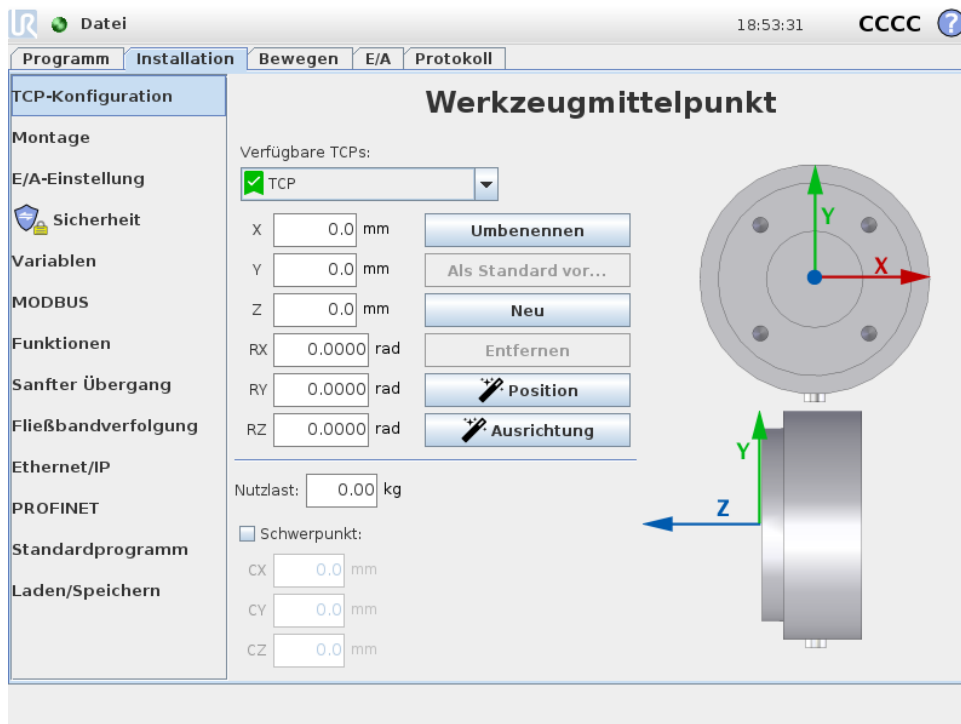 UR Datei 18:53:31 CCCC ?
Programm Installation Bewegen E/A Protokoll
TCP-Konfiguration
Montage
E/A-Einstellung
Sicherheit
Variablen
MODBUS
Funktionen
Sanfter Übergang
Fließbandverfolgung
Ethernet/IP
PROFINET
Standardprogramm
Laden/Speichern
Werkzeugmittelpunkt
Verfügbare TCPs:
TCP
X 0.0 mm Umbenennen
Y 0.0 mm Als Standard vor...
Z 0.0 mm Neu
RX 0.0000 rad Entfernen
RY 0.0000 rad Position
RZ 0.0000 rad Ausrichtung
Nutzlast: 0.00 kg
Schwerpunkt:
CX 0.0 mm
CY 0.0 mm
CZ 0.0 mm
Y
X
Y
Z